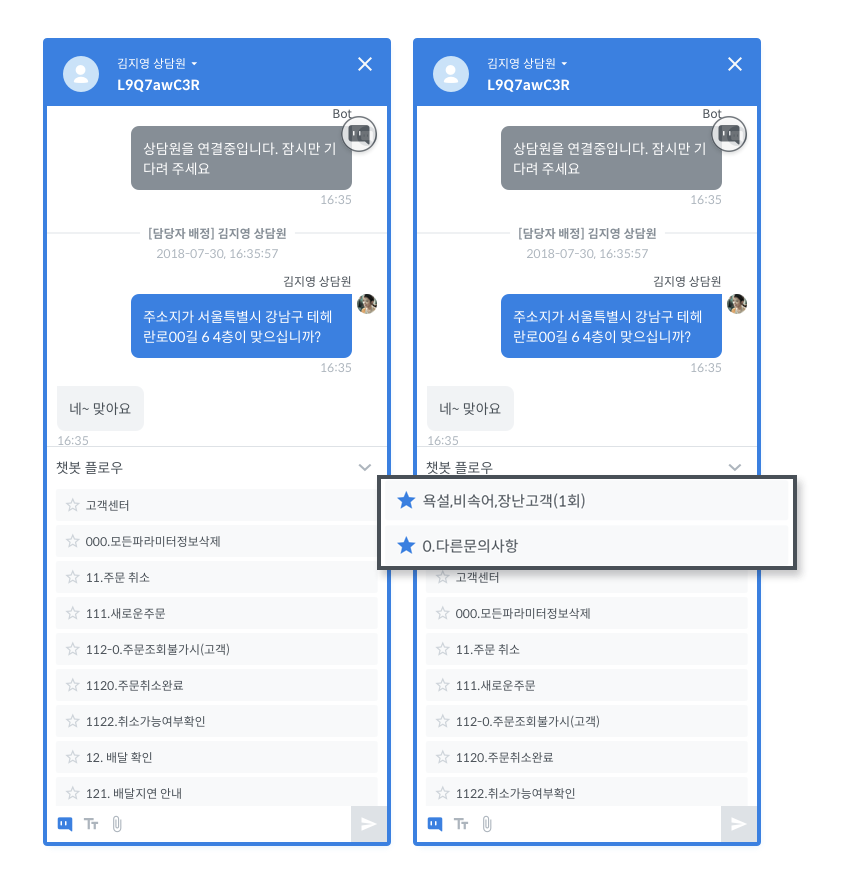 김지영 상담원
L9Q7awC3R
Bot
상담원을 연결중입니다. 잠시만 기
다려 주세요
16:35
[담당자 배정] 김지영 상담원
2018-07-30, 16:35:57
김지영 상담원
주소지가 서울특별시 강남구 테헤
란로00길 6 4층이 맞으십니까?
16:35
네~ 맞아요
16:35
챗봇 플로우
고객센터
000.모든파라미터정보삭제
11.주문 취소
111.새로운주문
112-0.주문조회불가시(고객)
1120.주문취소완료
1122.취소가능여부확인
12. 배달 확인
121. 배달지연 안내
Tт
김지영 상담원
L9Q7awC3R
Bot
상담원을 연결중입니다. 잠시만 기
다려 주세요
16:35
[담당자 배정] 김지영 상담원
2018-07-30, 16:35:57
김지영 상담원
주소지가 서울특별시 강남구 테헤
란로00길 6 4층이 맞으십니까?
16:35
네~ 맞아요
16:35
챗봇 플로우
욕설,비속어,장난고객(1회)
0.다른문의사항
고객센터
000.모든파라미터정보삭제
11.주문 취소
111.새로운주문
112-0.주문조회불가시(고객)
1120.주문취소완료
1122.취소가능여부확인
Tт